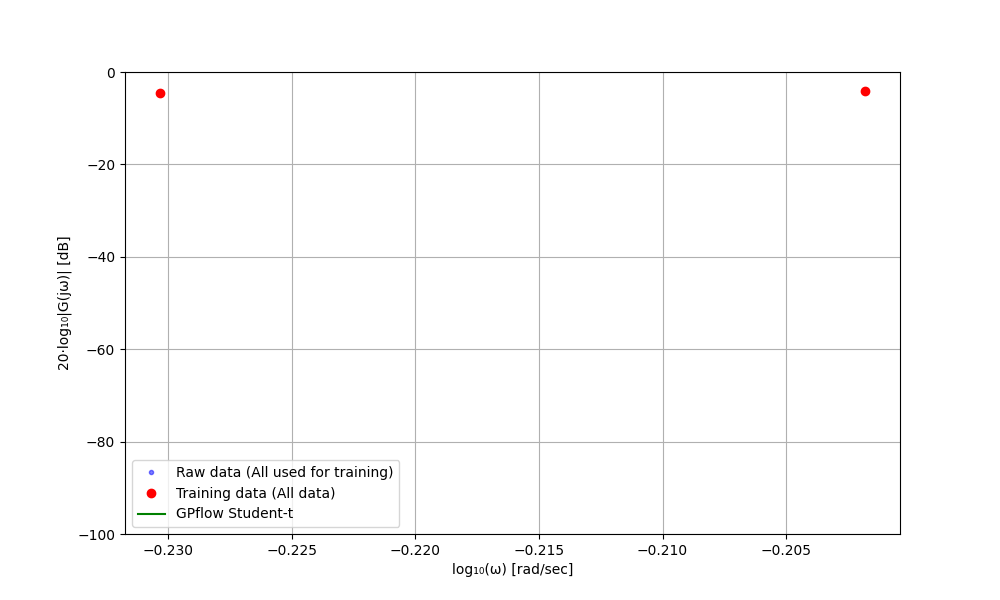 0
−20
−40
−60
−80
−100
20·log₁₀|G(jω)| [dB]
Raw data (All used for training)
Training data (All data)
GPflow Student-t
−0.230
−0.225
−0.220
−0.215
−0.210
−0.205
log₁₀(ω) [rad/sec]